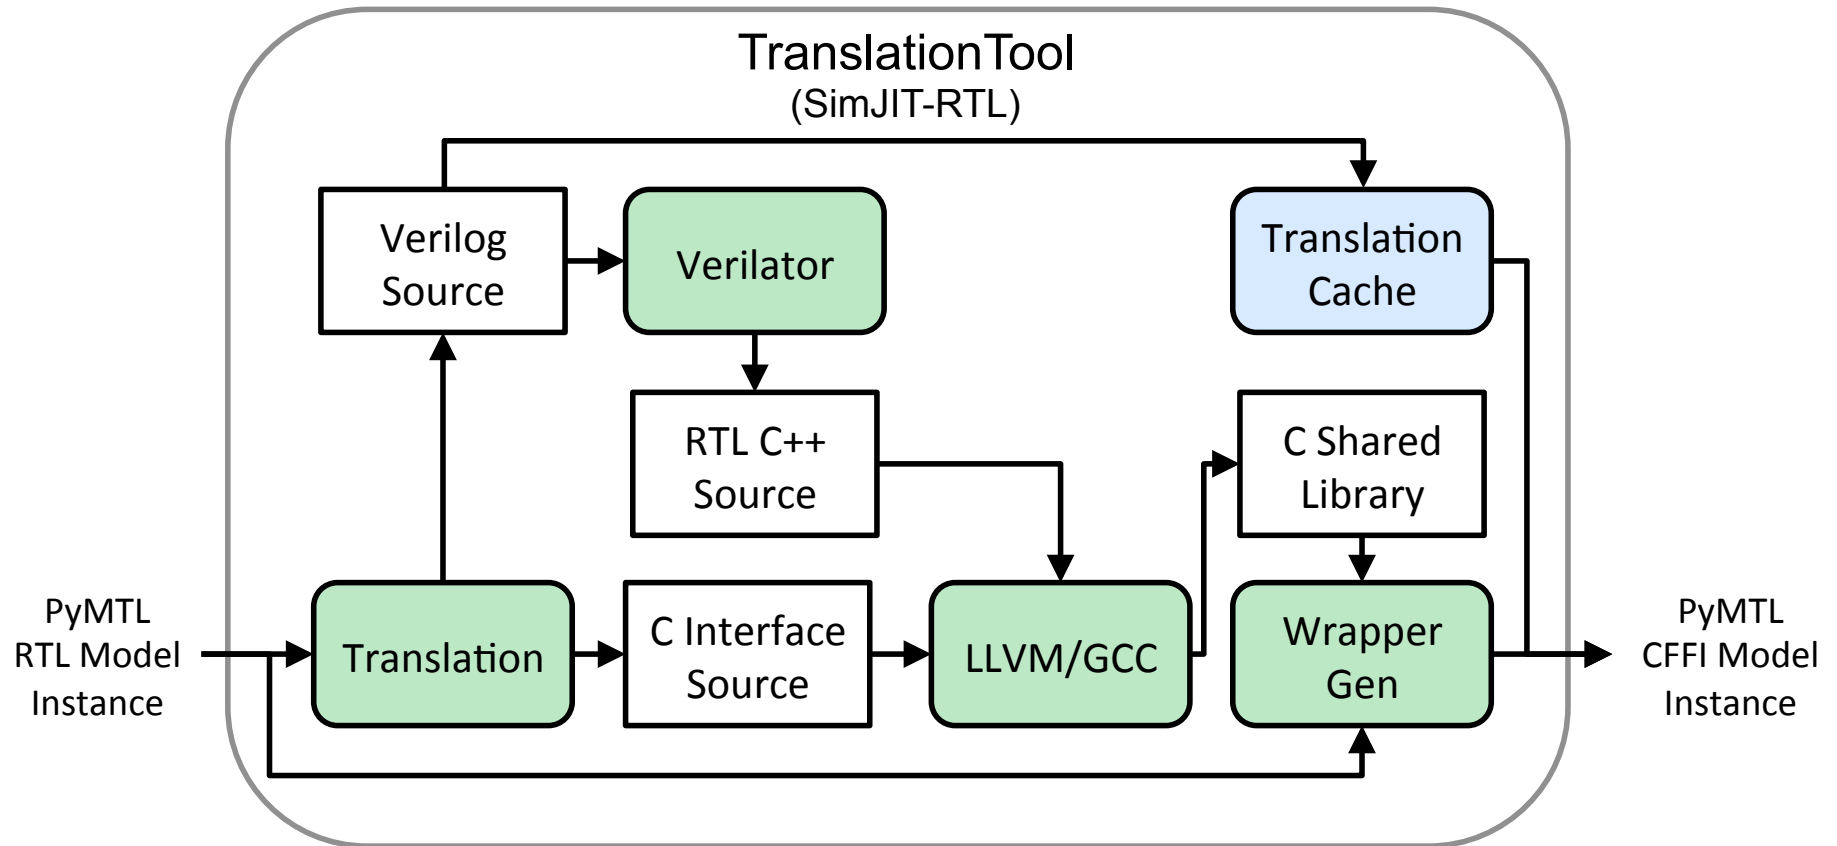 TranslationTool
(SimJIT-RTL)
Verilog
Source
Verilator
Translation
Cache
RTL C++
Source
C Shared
Library
PyMTL
RTL Model
Instance
Translation
C Interface
Source
LLVM/GCC
Wrapper
Gen
PyMTL
CFFI Model
Instance